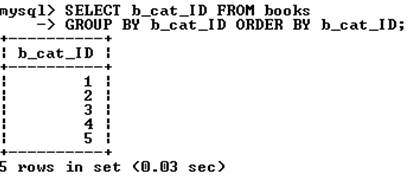 mysql> SELECT b_cat_ID FROM books
    -> GROUP BY b_cat_ID ORDER BY b_cat_ID;
+----------+
| b_cat_ID |
+----------+
|        1 |
|        2 |
|        3 |
|        4 |
|        5 |
+----------+
5 rows in set (0.03 sec)